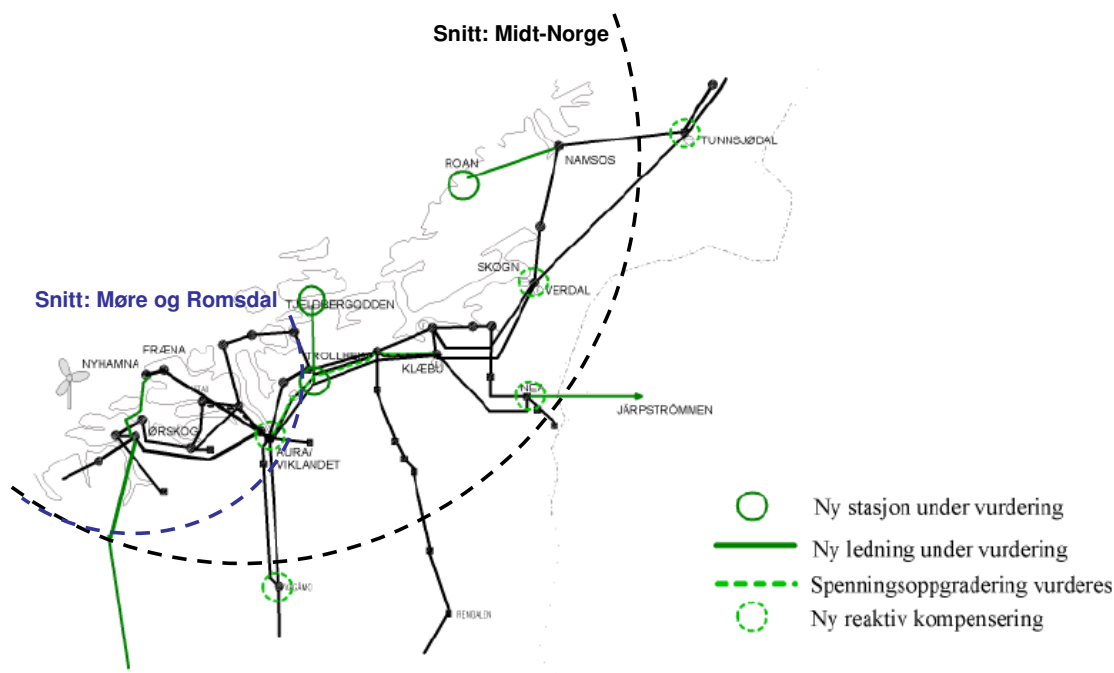 Snitt: Midt-Norge
TUNNSJØDAL
ROAN
NAMSOS
SKOGN
VERDAL
Snitt: Møre og Romsdal
TJELDBERGODDEN
FRÆNA
NYHAMNA
KLÆBU
NEA
JÄRPSTRÖMMEN
ØRSKOG
AURA/
VIKLANDET
VÅGÅMO
RENDALEN
Ny stasjon under vurdering
Ny ledning under vurdering
Spenningsoppgradering vurderes
Ny reaktiv kompensering